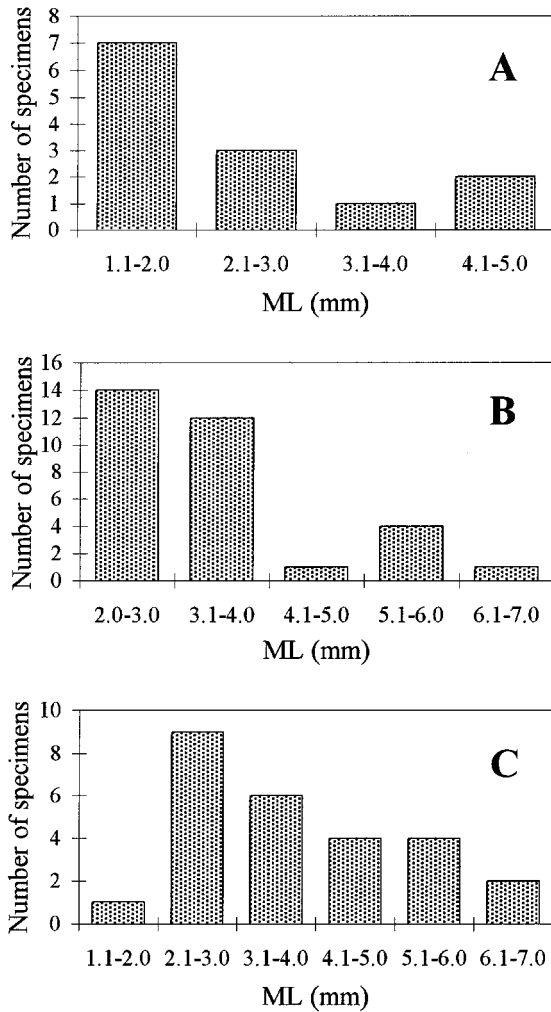 Number of specimens
8
7
6
5
4
3
2
1
0
A
1.1-2.0 2.1-3.0 3.1-4.0 4.1-5.0
ML (mm)
Number of specimens
16
14
12
10
8
6
4
2
0
B
2.0-3.0 3.1-4.0 4.1-5.0 5.1-6.0 6.1-7.0
ML (mm)
Number of specimens
10
8
6
4
2
0
C
1.1-2.0 2.1-3.0 3.1-4.0 4.1-5.0 5.1-6.0 6.1-7.0
ML (mm)